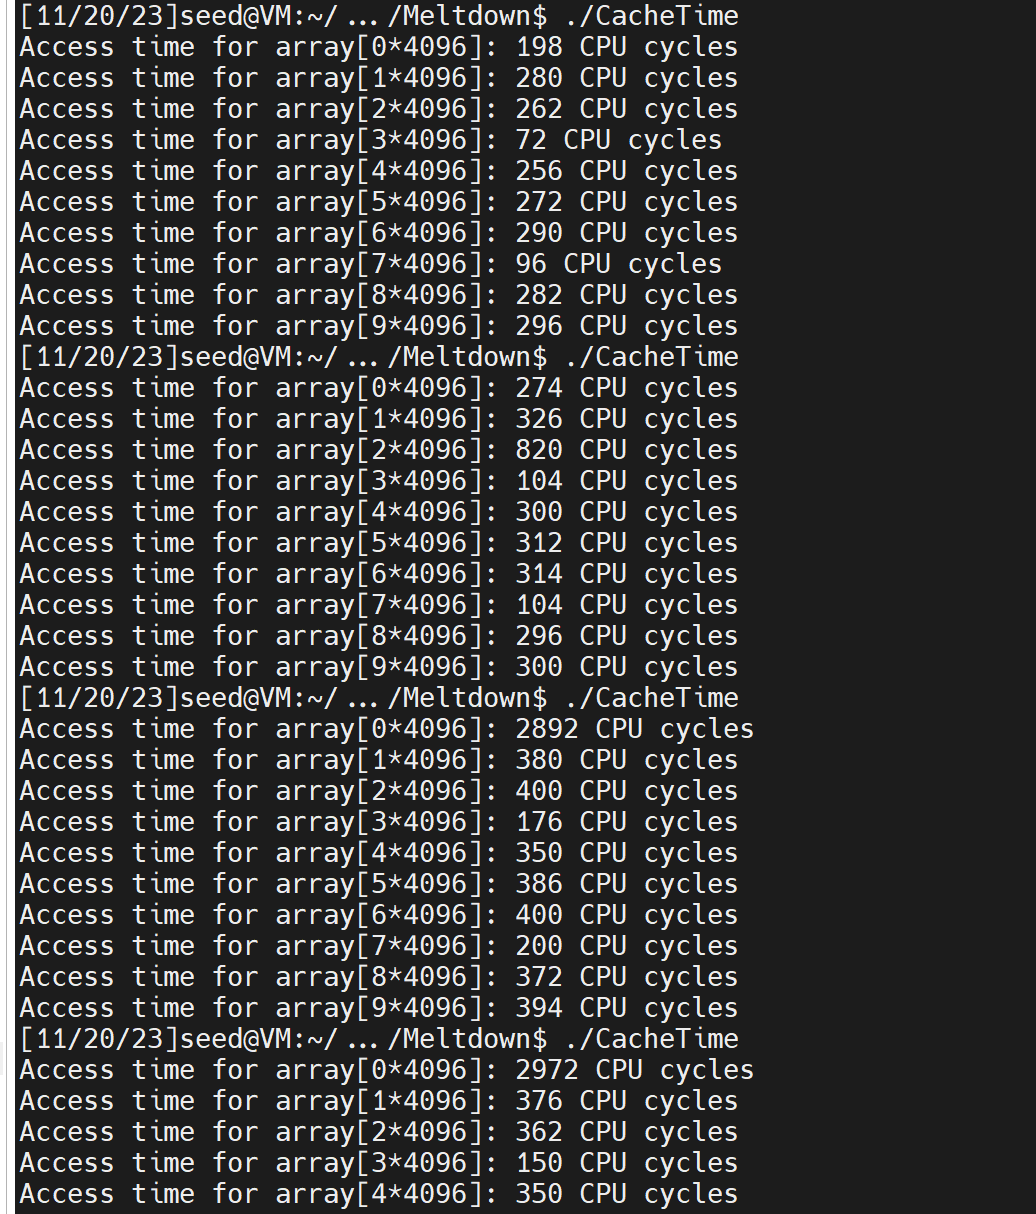 [11/20/23]seed@VM:~/.../Meltdown$ ./CacheTime
Access time for array[0*4096]: 198 CPU cycles
Access time for array[1*4096]: 280 CPU cycles
Access time for array[2*4096]: 262 CPU cycles
Access time for array[3*4096]: 72 CPU cycles
Access time for array[4*4096]: 256 CPU cycles
Access time for array[5*4096]: 272 CPU cycles
Access time for array[6*4096]: 290 CPU cycles
Access time for array[7*4096]: 96 CPU cycles
Access time for array[8*4096]: 282 CPU cycles
Access time for array[9*4096]: 296 CPU cycles
[11/20/23]seed@VM:~/.../Meltdown$ ./CacheTime
Access time for array[0*4096]: 274 CPU cycles
Access time for array[1*4096]: 326 CPU cycles
Access time for array[2*4096]: 820 CPU cycles
Access time for array[3*4096]: 104 CPU cycles
Access time for array[4*4096]: 300 CPU cycles
Access time for array[5*4096]: 312 CPU cycles
Access time for array[6*4096]: 314 CPU cycles
Access time for array[7*4096]: 104 CPU cycles
Access time for array[8*4096]: 296 CPU cycles
Access time for array[9*4096]: 300 CPU cycles
[11/20/23]seed@VM:~/.../Meltdown$ ./CacheTime
Access time for array[0*4096]: 2892 CPU cycles
Access time for array[1*4096]: 380 CPU cycles
Access time for array[2*4096]: 400 CPU cycles
Access time for array[3*4096]: 176 CPU cycles
Access time for array[4*4096]: 350 CPU cycles
Access time for array[5*4096]: 386 CPU cycles
Access time for array[6*4096]: 400 CPU cycles
Access time for array[7*4096]: 200 CPU cycles
Access time for array[8*4096]: 372 CPU cycles
Access time for array[9*4096]: 394 CPU cycles
[11/20/23]seed@VM:~/.../Meltdown$ ./CacheTime
Access time for array[0*4096]: 2972 CPU cycles
Access time for array[1*4096]: 376 CPU cycles
Access time for array[2*4096]: 362 CPU cycles
Access time for array[3*4096]: 150 CPU cycles
Access time for array[4*4096]: 350 CPU cycles